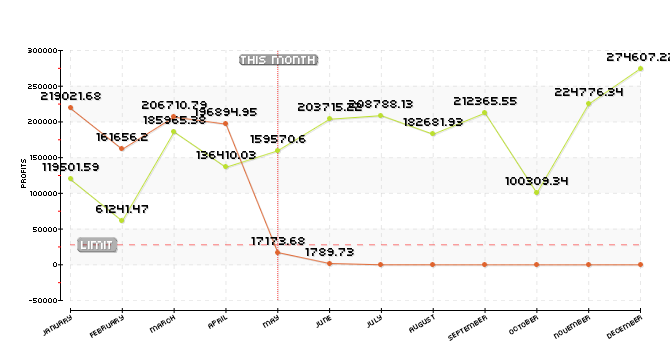 300000
274607.22
THIS MONTH
250000
219021.68
206710.79
185965.38
196894.95
203715.22
208788.13
182681.93
212365.55
224776.34
200000
161656.2
136410.03
159570.6
150000
119501.59
100309.34
100000
61241.47
50000
LIMIT
17173.68
1789.73
0
-50000
PROFITS
JANUARY
FEBRUARY
MARCH
APRIL
MAY
JUNE
JULY
AUGUST
SEPTEMBER
OCTOBER
NOVEMBER
DECEMBER